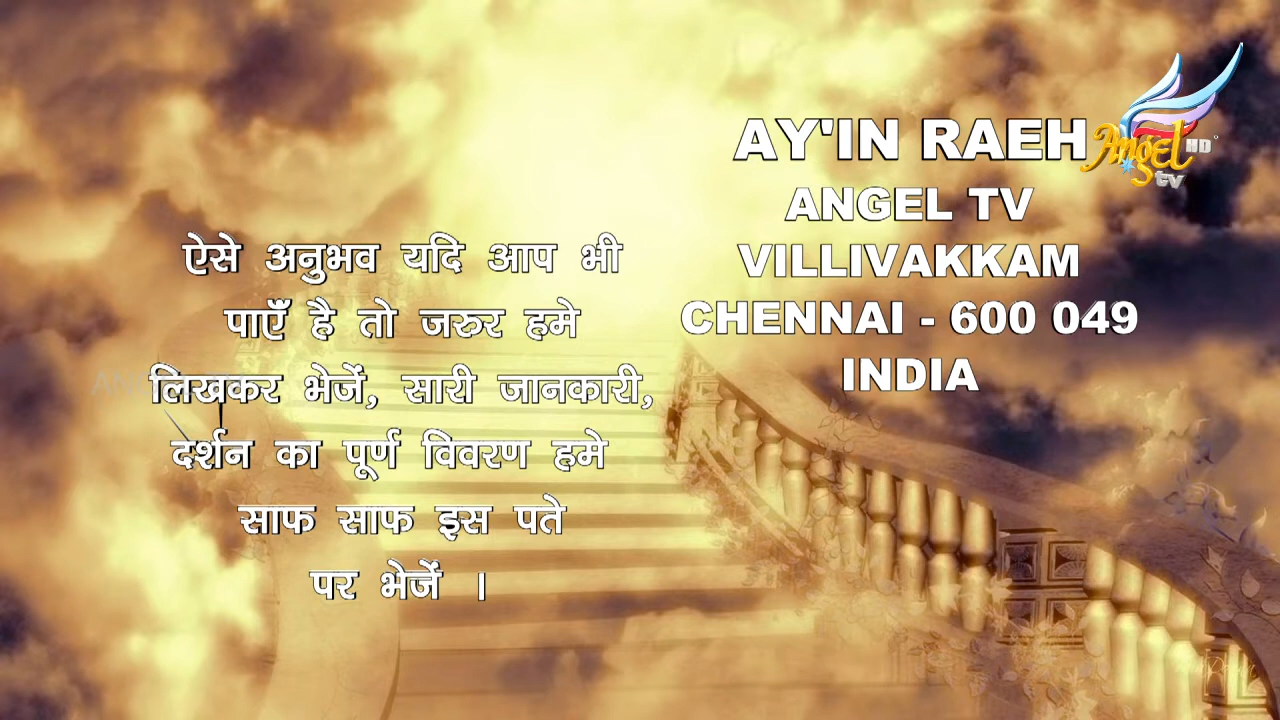 ऐसे अनुभव यदि आप भी
पाएँ है तो जरुर हमे
लिखकर भेजें, सारी जानकारी,
दर्शन का पूर्ण विवरण हमे
साफ साफ इस पते
पर भेजें ।
AY'IN RAEH
ANGEL TV
VILLIVAKKAM
CHENNAI - 600 049
INDIA
Angel HD
tv